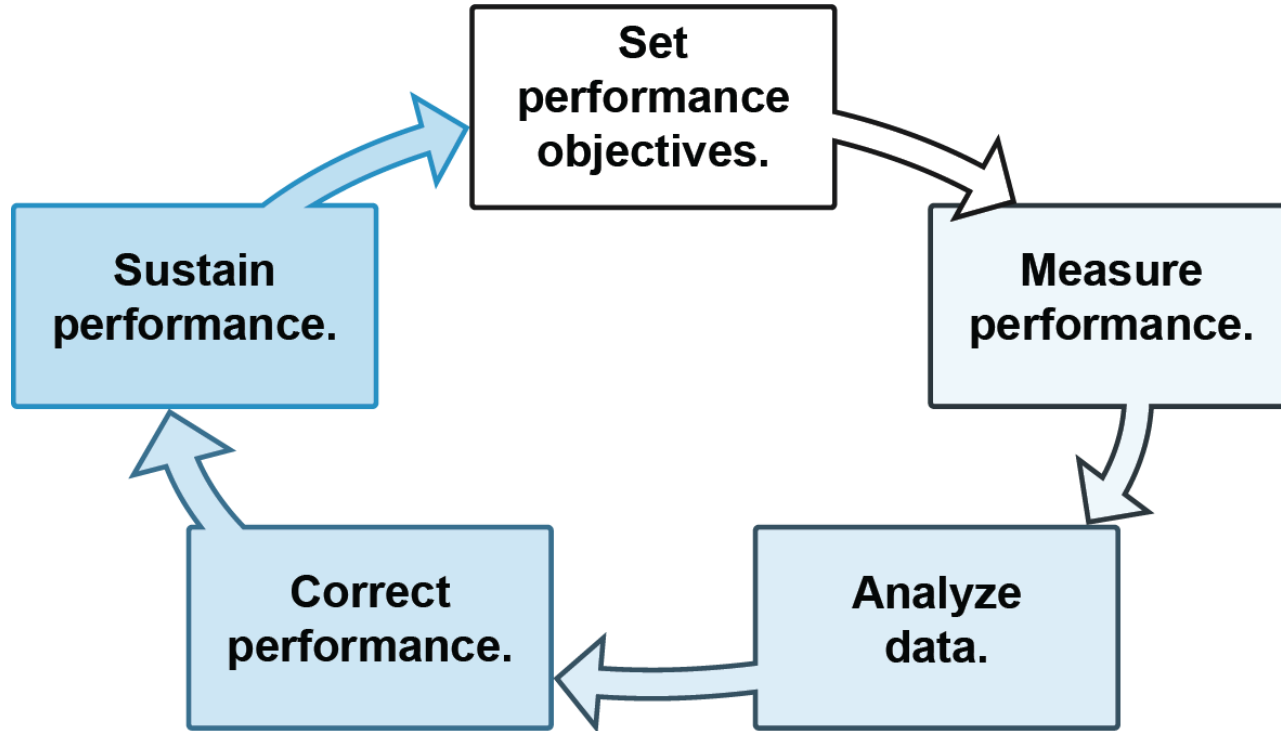 Set
performance
objectives.
Measure
performance.
Analyze
data.
Correct
performance.
Sustain
performance.